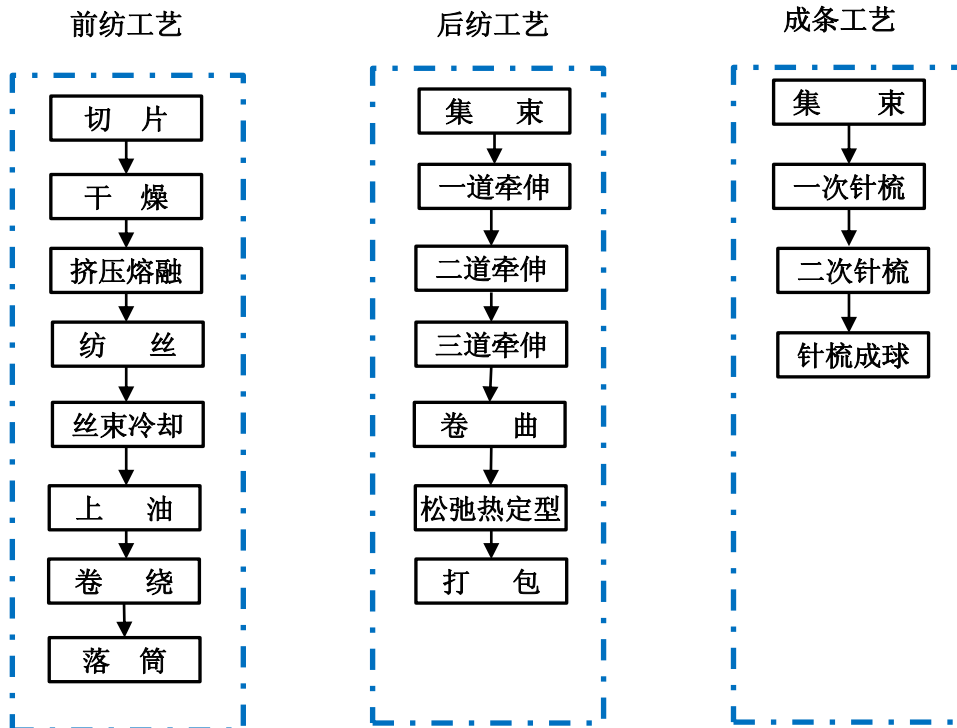 前纺工艺
切片
干燥
挤压熔融
纺丝
丝束冷却
上油
卷绕
落筒
后纺工艺
集束
一道牵伸
二道牵伸
三道牵伸
卷曲
松弛热定型
打包
成条工艺
集束
一次针梳
二次针梳
针梳成球